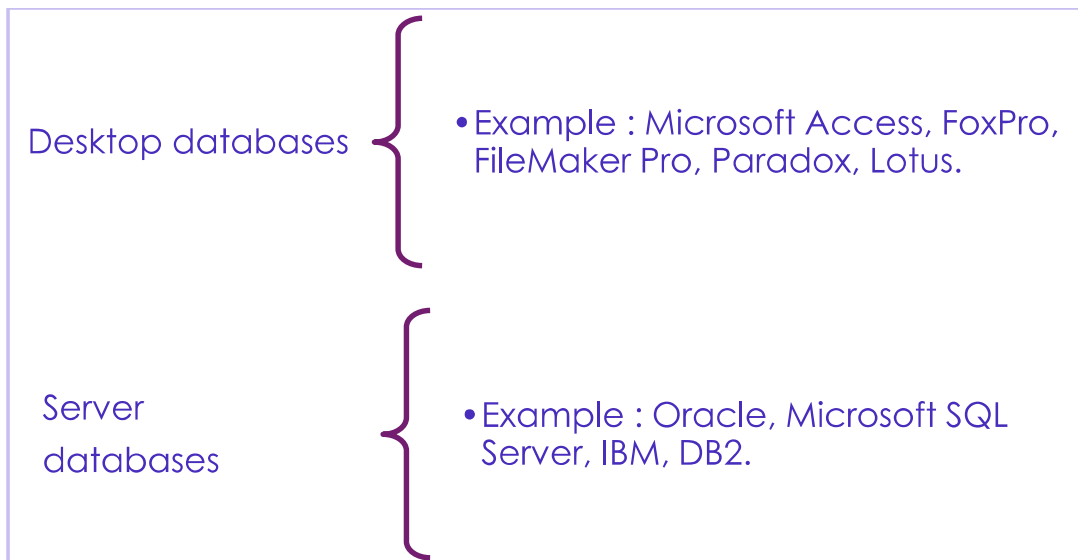 Desktop databases
•Example : Microsoft Access, FoxPro,
FileMaker Pro, Paradox, Lotus.
Server
databases
•Example : Oracle, Microsoft SQL
Server, IBM, DB2.